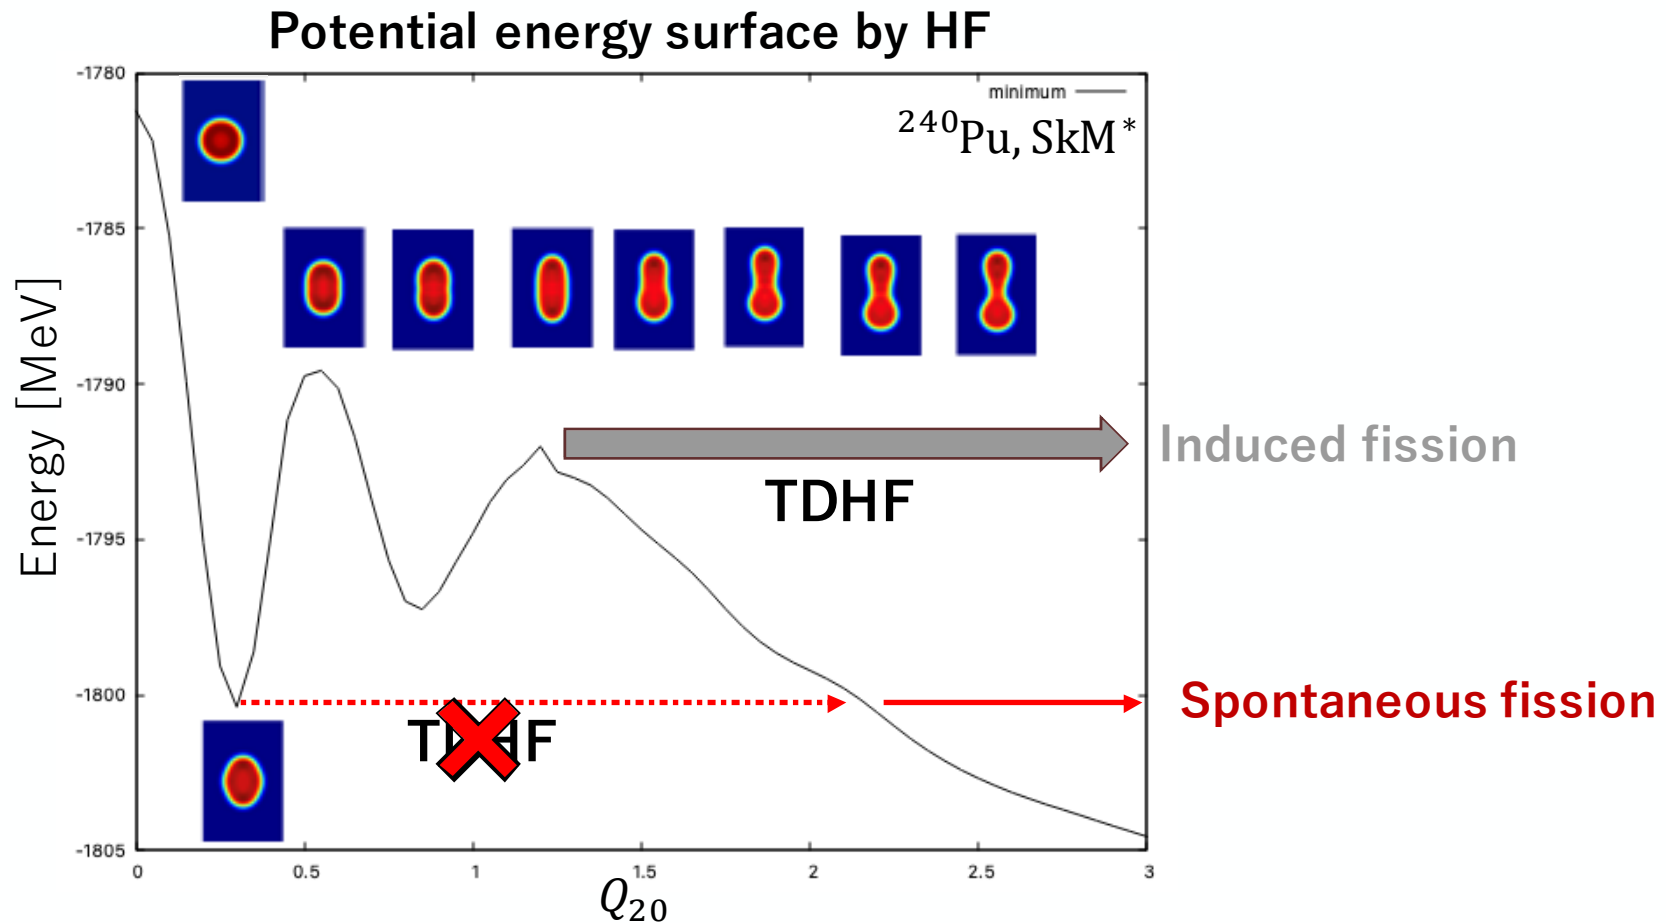 Potential energy surface by HF
-1780
minimum
²⁴⁰Pu, SkM*
-1785
Energy [MeV]
-1790
Induced fission
TDHF
-1795
-1800
Spontaneous fission
-1805
0 0.5 1 1.5 2 2.5 3
Q₂₀